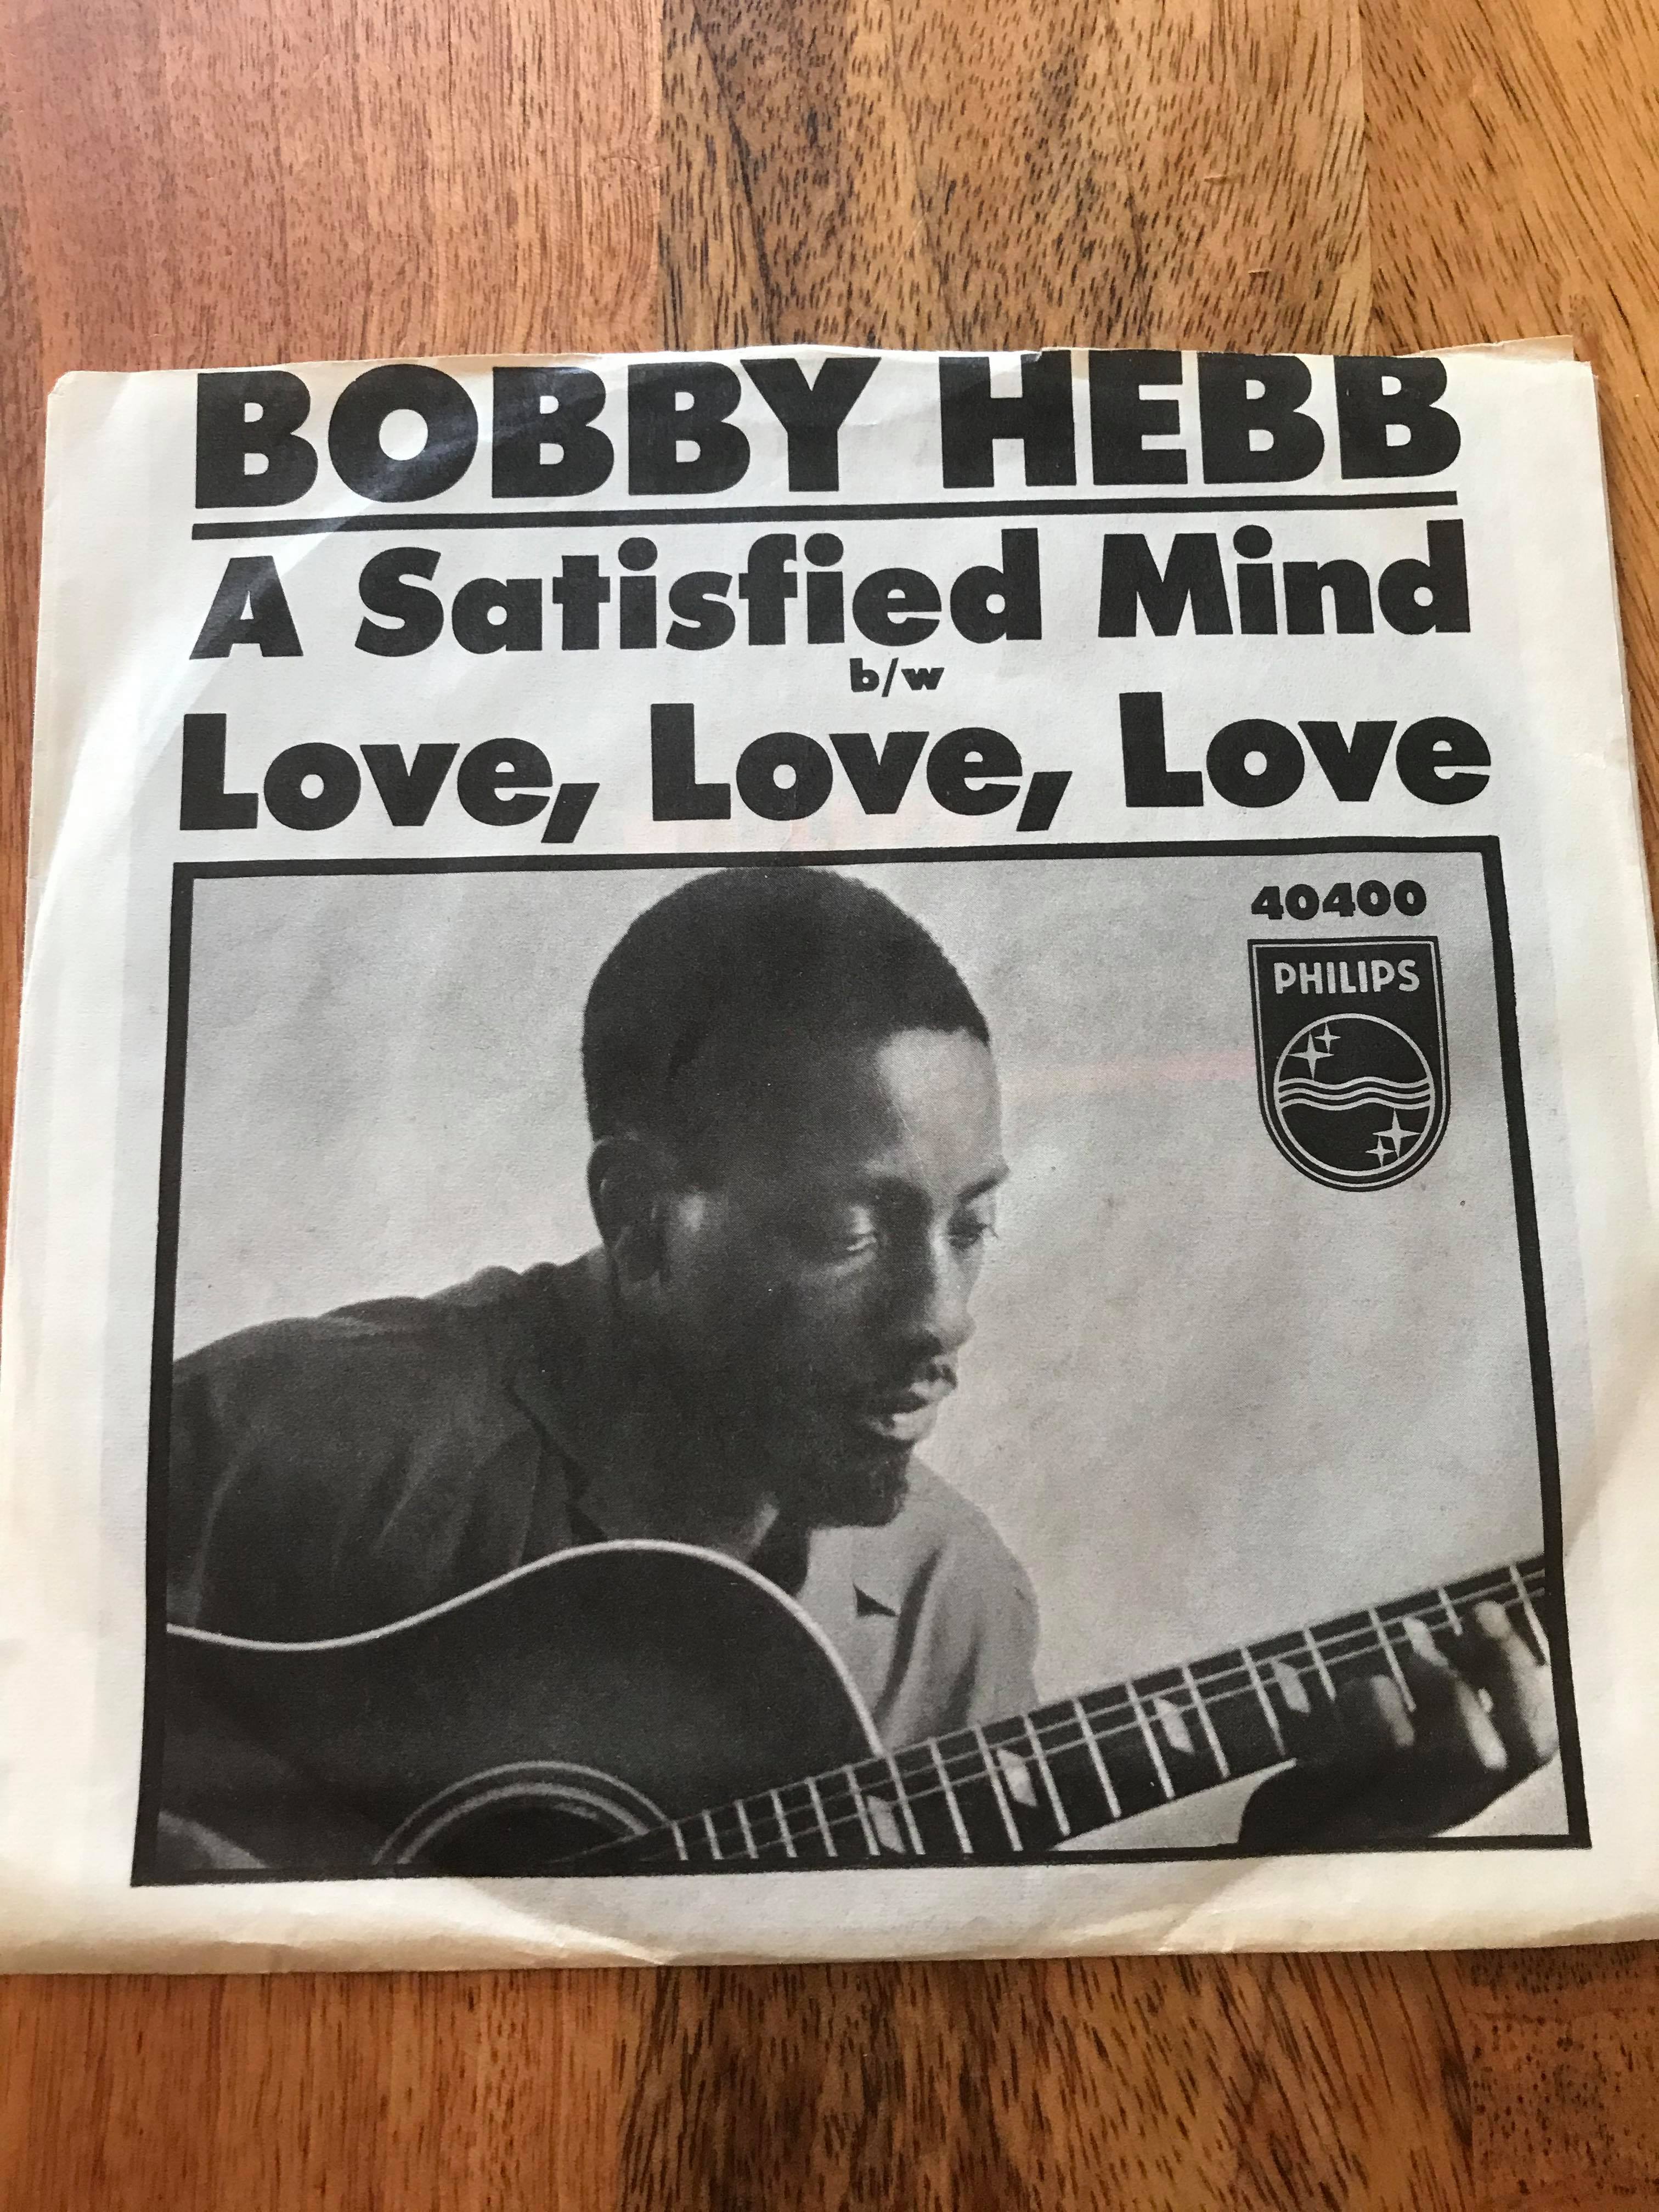 BOBBY HEBB
A Satisfied Mind
b/w
Love, Love, Love
40400
PHILIPS